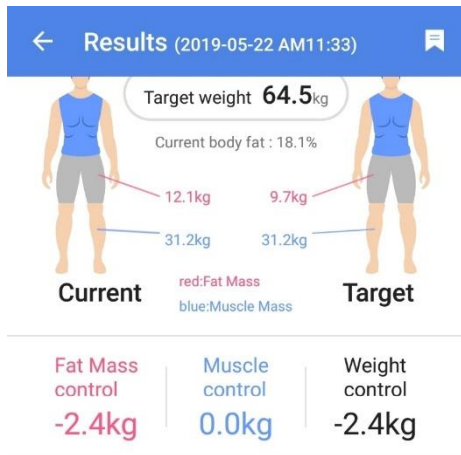 Results (2019-05-22 AM11:33)
Target weight 64.5kg
Current body fat : 18.1%
12.1kg 9.7kg
31.2kg 31.2kg
Current
red:Fat Mass
blue:Muscle Mass
Target
Fat Mass
control
-2.4kg
Muscle
control
0.0kg
Weight
control
-2.4kg